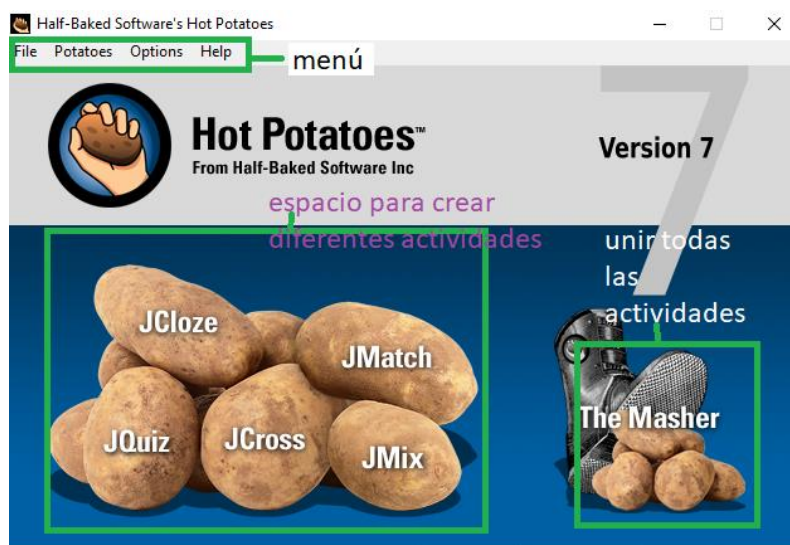 Half-Baked Software's Hot Potatoes
File Potatoes Options Help
menú
Hot Potatoes™
From Half-Baked Software Inc
Version 7
7
espacio para crear
diferentes actividades
unir todas
las
actividades
JCloze
JMatch
JQuiz
JCross
JMix
The Masher